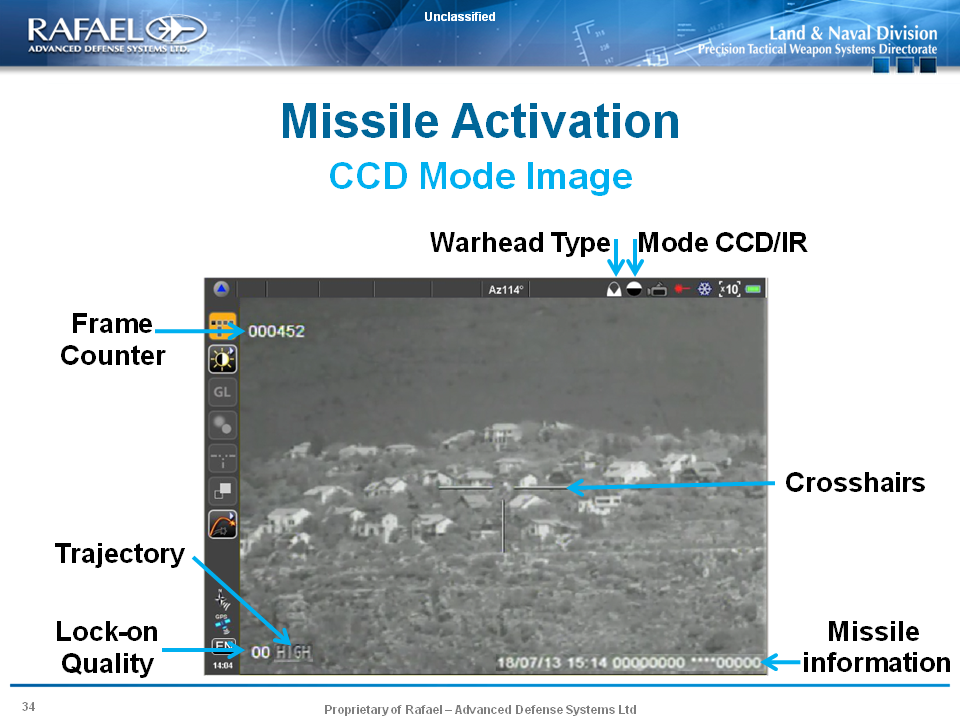 Unclassified
RAFAEL
ADVANCED DEFENSE SYSTEMS LTD.
Land & Naval Division
Precision Tactical Weapon Systems Directorate
Missile Activation
CCD Mode Image
Warhead Type
Mode CCD/IR
Az114°
x10
Frame
Counter
000452
GL
Crosshairs
Trajectory
Lock-on
Quality
N
GPS
EN
14:04
00 HIGH
18/07/13 15:14 00000000 ****00000
Missile
information
34
Proprietary of Rafael – Advanced Defense Systems Ltd